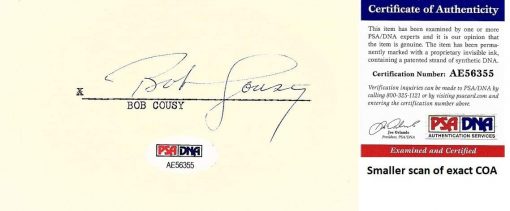 Bob Cousy
X
BOB COUSY
PSA DNA
AE56355
Certificate of Authenticity
This item has been examined by one or more
PSA/DNA experts and it is our opinion that
the item is genuine. The item has been perma-
nently marked with a proprietary invisible ink,
containing a patented strand of synthetic DNA.
Certification Number: AE56355
Verification inquiries can be made to PSA/DNA by
calling 800-325-1121 or by visiting psacard.com and
entering the certification number above.
Joe Orlando
President, PSA/DNA
PSA DNA
AUTHENTICATION SERVICES
Examined and Certified
Smaller scan of exact COA